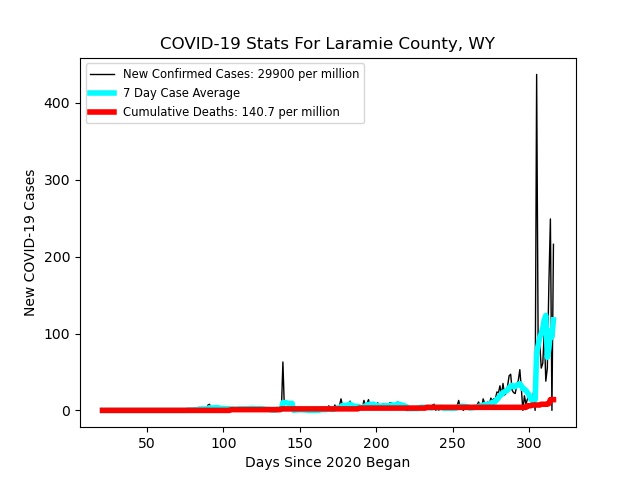 COVID-19 Stats For Laramie County, WY
New Confirmed Cases: 29900 per million
7 Day Case Average
Cumulative Deaths: 140.7 per million
New COVID-19 Cases
400
300
200
100
0
50 100 150 200 250 300
Days Since 2020 Began